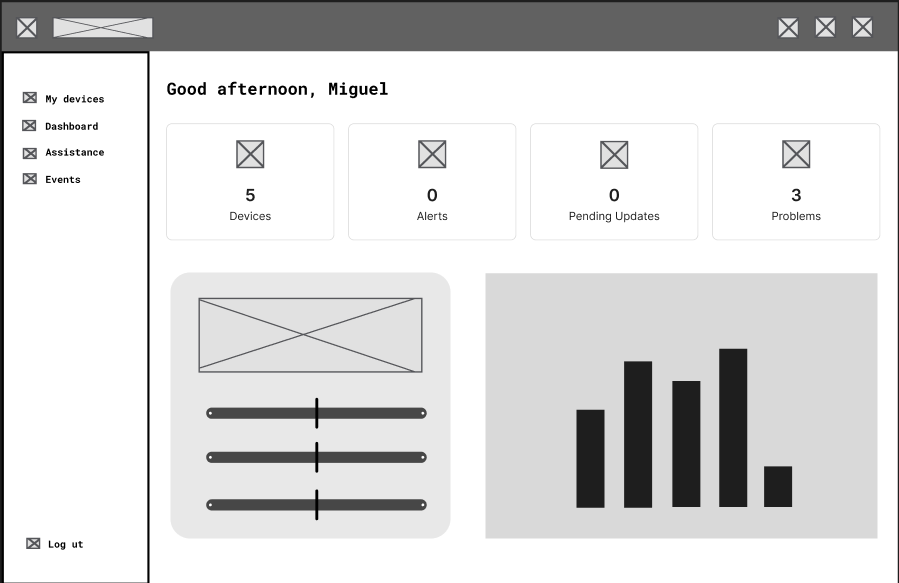 Good afternoon, Miguel
My devices
Dashboard
Assistance
Events
5
Devices
0
Alerts
0
Pending Updates
3
Problems
Log ut